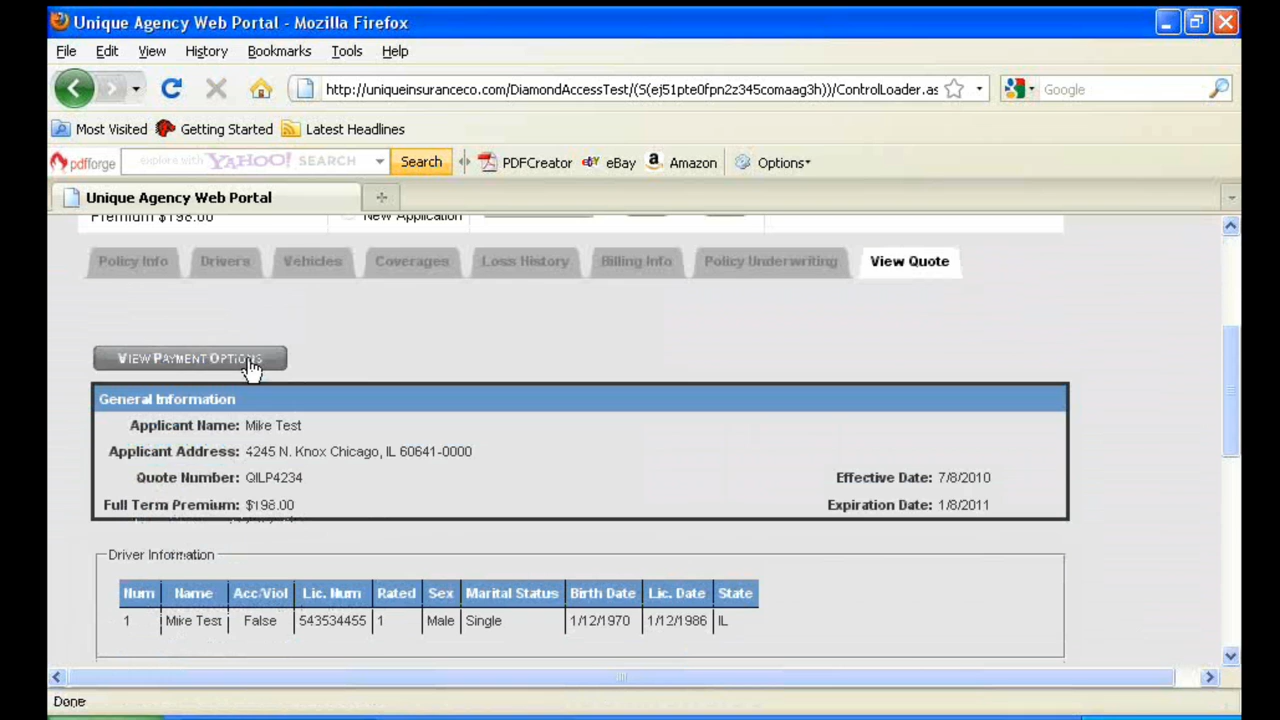 Unique Agency Web Portal - Mozilla Firefox
File Edit View History Bookmarks Tools Help
http://uniqueinsuranceco.com/DiamondAccessTest/(S(ej51pte0fpn2z345comaag3h))/ControlLoader.as Google
Most Visited Getting Started Latest Headlines
pdfforge explore with YAHOO! SEARCH Search PDFCreator eBay Amazon Options
Unique Agency Web Portal
Premium $198.00 New Application
Policy Info Drivers Vehicles Coverages Loss History Billing Info Policy Underwriting View Quote
VIEW PAYMENT OPTIONS
General Information
Applicant Name: Mike Test
Applicant Address: 4245 N. Knox Chicago, IL 60641-0000
Quote Number: QILP4234 Effective Date: 7/8/2010
Full Term Premium: $198.00 Expiration Date: 1/8/2011
Driver Information
Num Name Acc/Viol Lic. Num Rated Sex Marital Status Birth Date Lic. Date State
1 Mike Test False 543534455 1 Male Single 1/12/1970 1/12/1986 IL
Done